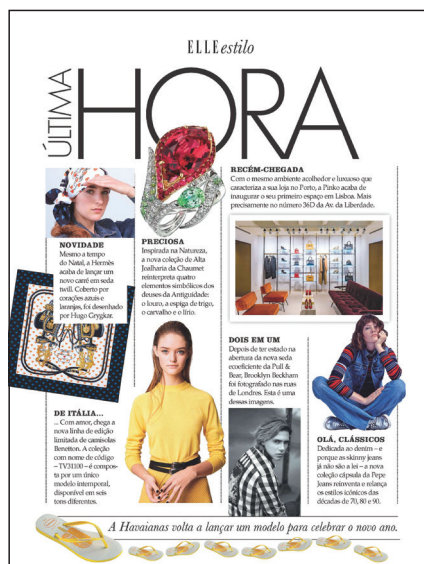 ELLE estilo
ÚLTIMA
HORA
RECÉM-CHEGADA
Com o mesmo ambiente acolhedor e luxuoso que
caracteriza a sua loja no Porto, a Pinko acaba de
inaugurar o seu primeiro espaço em Lisboa. Mais
precisamente no número 36D da Av. da Liberdade.
NOVIDADE
Mesmo a tempo
do Natal, a Hermès
acaba de lançar um
novo carré em seda
twill. Coberto por
corações azuis e
laranjas, foi desenhado
por Hugo Grygkar.
PRECIOSA
Inspirada na Natureza,
a nova coleção de Alta
Joalharia da Chaumet
reinterpreta quatro
elementos simbólicos dos
deuses da Antiguidade:
o louro, a espiga de trigo,
o carvalho e o lírio.
DOIS EM UM
Depois de ter estado na
abertura da nova sede
ecoeficiente da Pull &
Bear, Brooklyn Beckham
foi fotografado nas ruas
de Londres. Esta é uma
dessas imagens.
DE ITÁLIA...
... Com amor, chega a
nova linha de edição
limitada de camisolas
Benetton. A coleção
com nome de código
– TV31100 – é compos-
ta por um único
modelo intemporal,
disponível em seis
tons diferentes.
OLÁ, CLÁSSICOS
Dedicada ao denim – e
porque as skinny jeans
já não são a lei – a nova
coleção cápsula da Pepe
Jeans reinventa e relança
os estilos icónicos das
décadas de 70, 80 e 90.
A Havaianas volta a lançar um modelo para celebrar o novo ano.